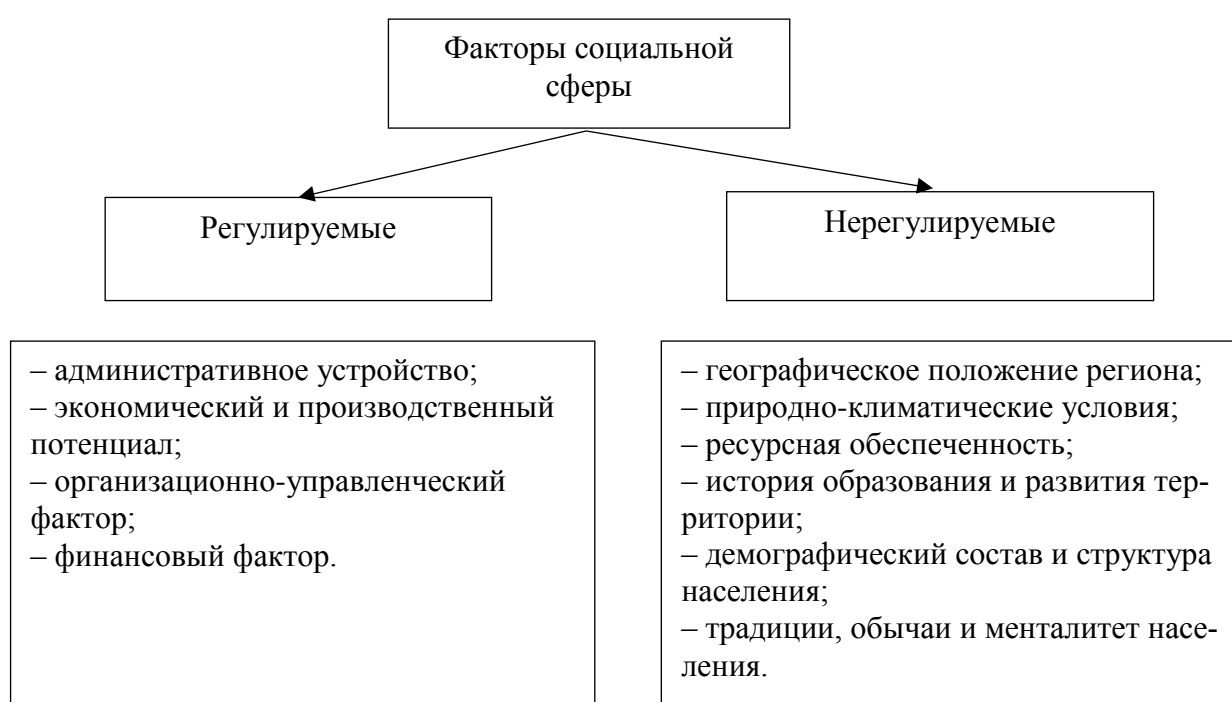 Факторы социальной
сферы
Регулируемые
Нерегулируемые
– административное устройство;
– экономический и производственный
потенциал;
– организационно-управленческий
фактор;
– финансовый фактор.
– географическое положение региона;
– природно-климатические условия;
– ресурсная обеспеченность;
– история образования и развития тер-
ритории;
– демографический состав и структура
населения;
– традиции, обычаи и менталитет насе-
ления.